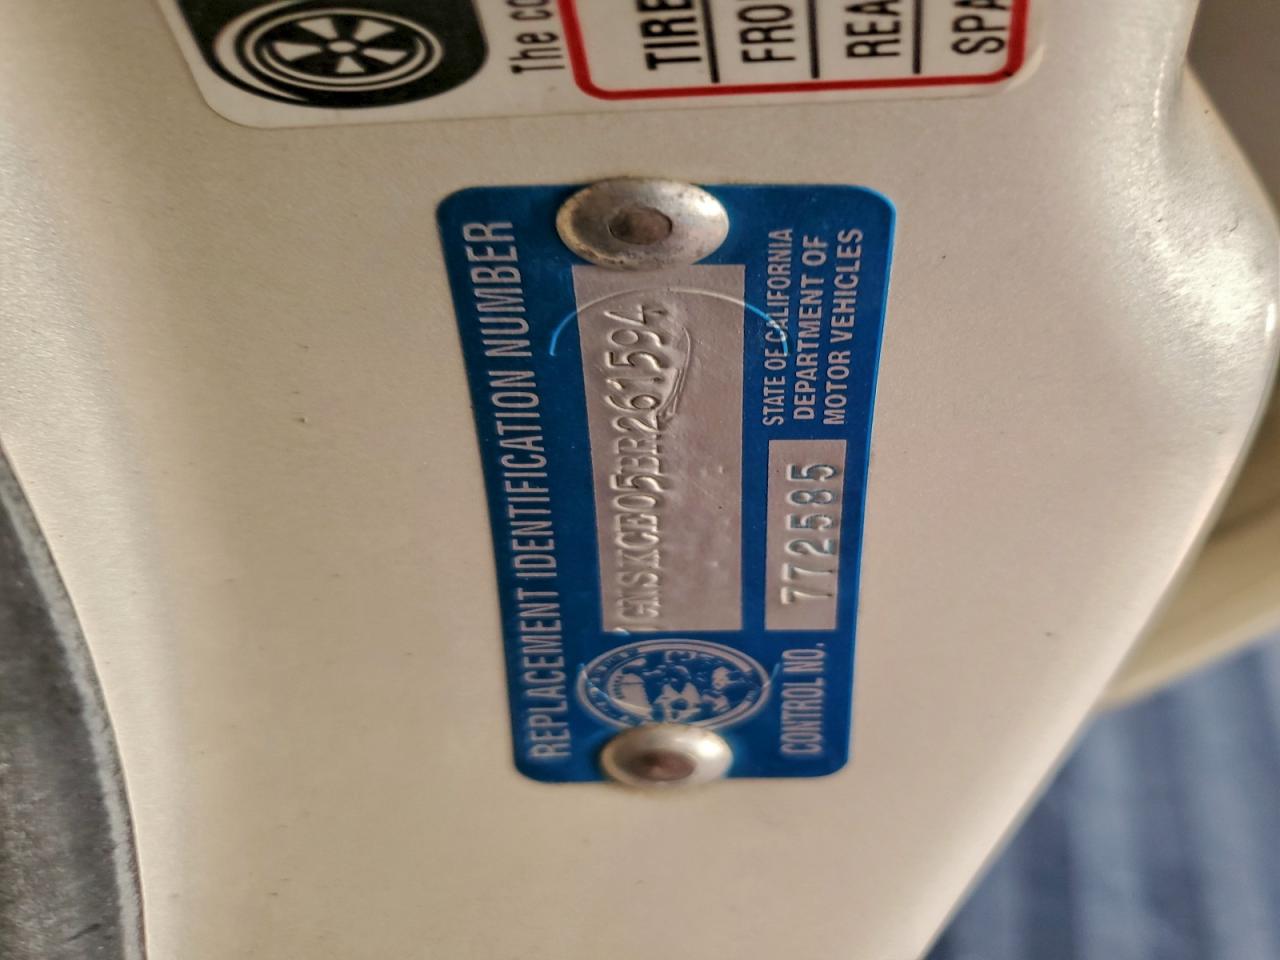 The co
TIRE
FRO
REA
SPA
REPLACEMENT IDENTIFICATION NUMBER
1GNSKCE05BR261594
STATE OF CALIFORNIA
DEPARTMENT OF
MOTOR VEHICLES
CONTROL NO. 772585